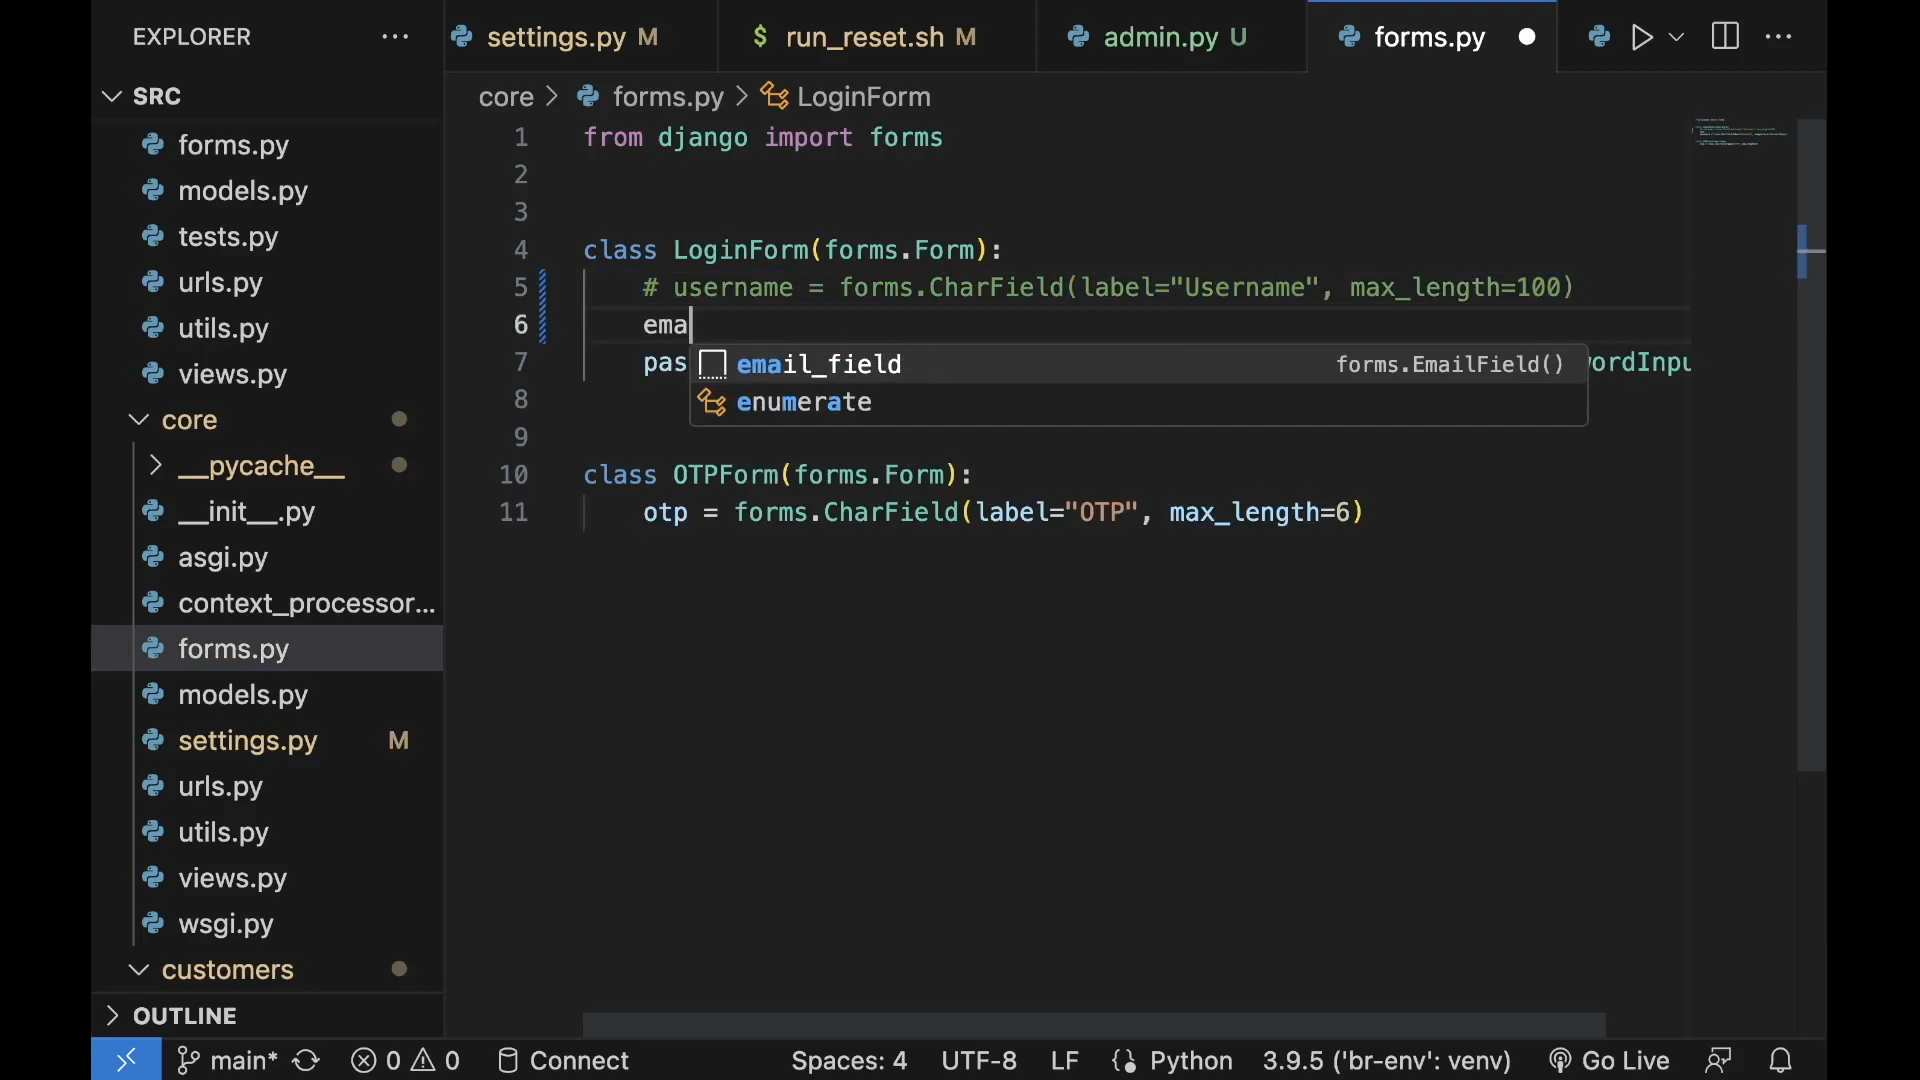 EXPLORER
settings.py M
$ run_reset.sh M
admin.py U
forms.py
SRC
core > forms.py > LoginForm
forms.py
models.py
tests.py
urls.py
utils.py
views.py
core
__pycache__
__init__.py
asgi.py
context_processor...
forms.py
models.py
settings.py M
urls.py
utils.py
views.py
wsgi.py
customers
OUTLINE
1 from django import forms
2
3
4 class LoginForm(forms.Form):
5 # username = forms.CharField(label="Username", max_length=100)
6 ema
email_field forms.EmailField()
enumerate
7 pas ordInpu
8
9
10 class OTPForm(forms.Form):
11 otp = forms.CharField(label="OTP", max_length=6)
main* 0 0 Connect Spaces: 4 UTF-8 LF Python 3.9.5 ('br-env': venv) Go Live